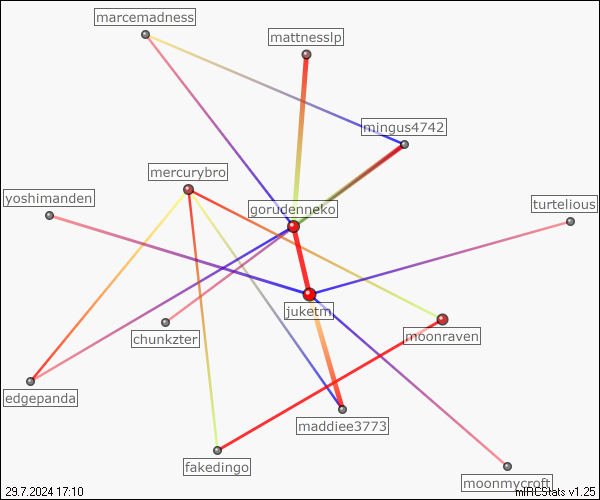 marcemadness
mattnesslp
mingus4742
mercurybro
yoshimanden
gorudenneko
turtelious
juketm
chunkzter
moonraven
edgepanda
maddiee3773
fakedingo
moonmycroft
29.7.2024 17:10
mIRCStats v1.25